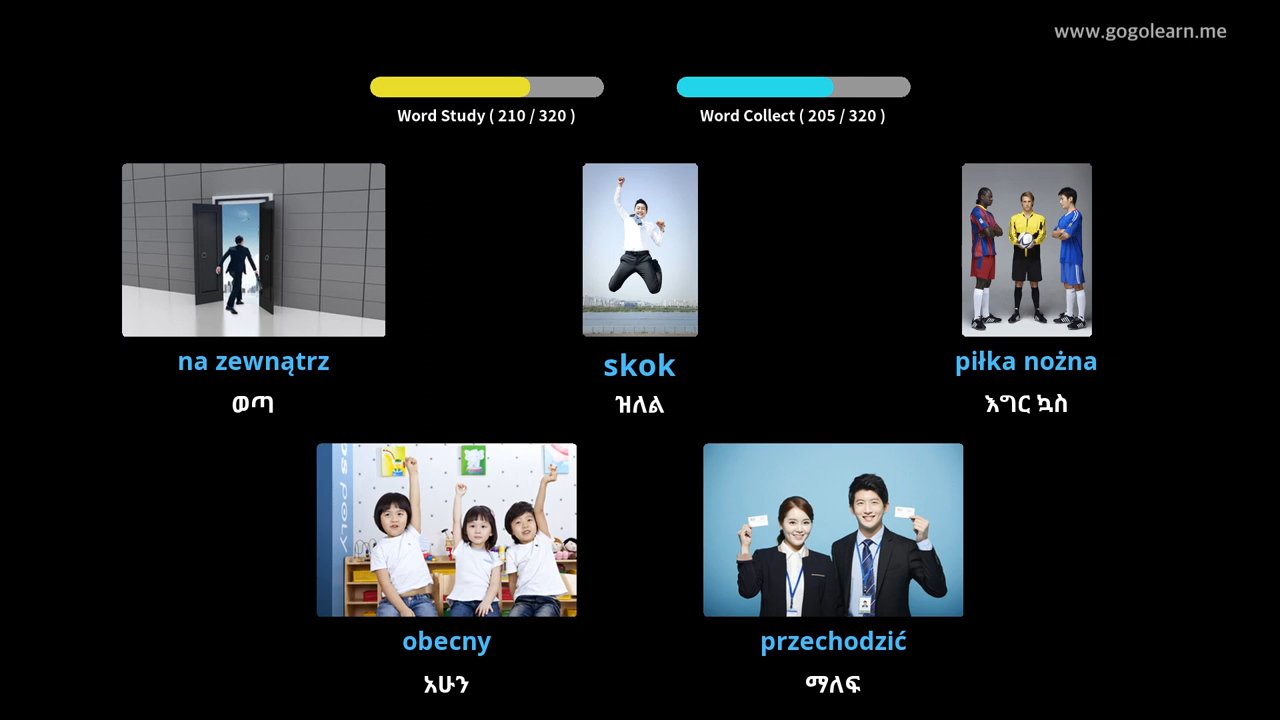 www.gogolearn.me
Word Study ( 210 / 320 )
Word Collect ( 205 / 320 )
na zewnątrz
skok
piłka nożna
ወጣ
ዝለል
እግር ኳስ
obecny
przechodzić
አሁን
ማለፍ